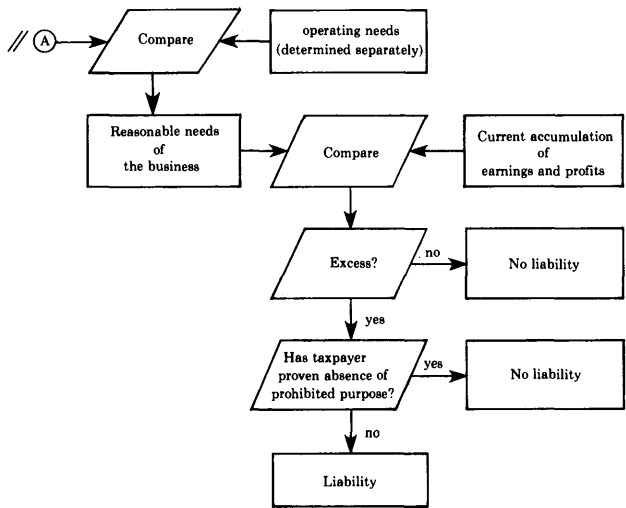 A
Compare
operating needs
(determined separately)
Reasonable needs
of
the business
Compare
Current accumulation
of
earnings and profits
Excess?
no
No liability
yes
Has taxpayer
proven absence of
prohibited purpose?
yes
No liability
no
Liability